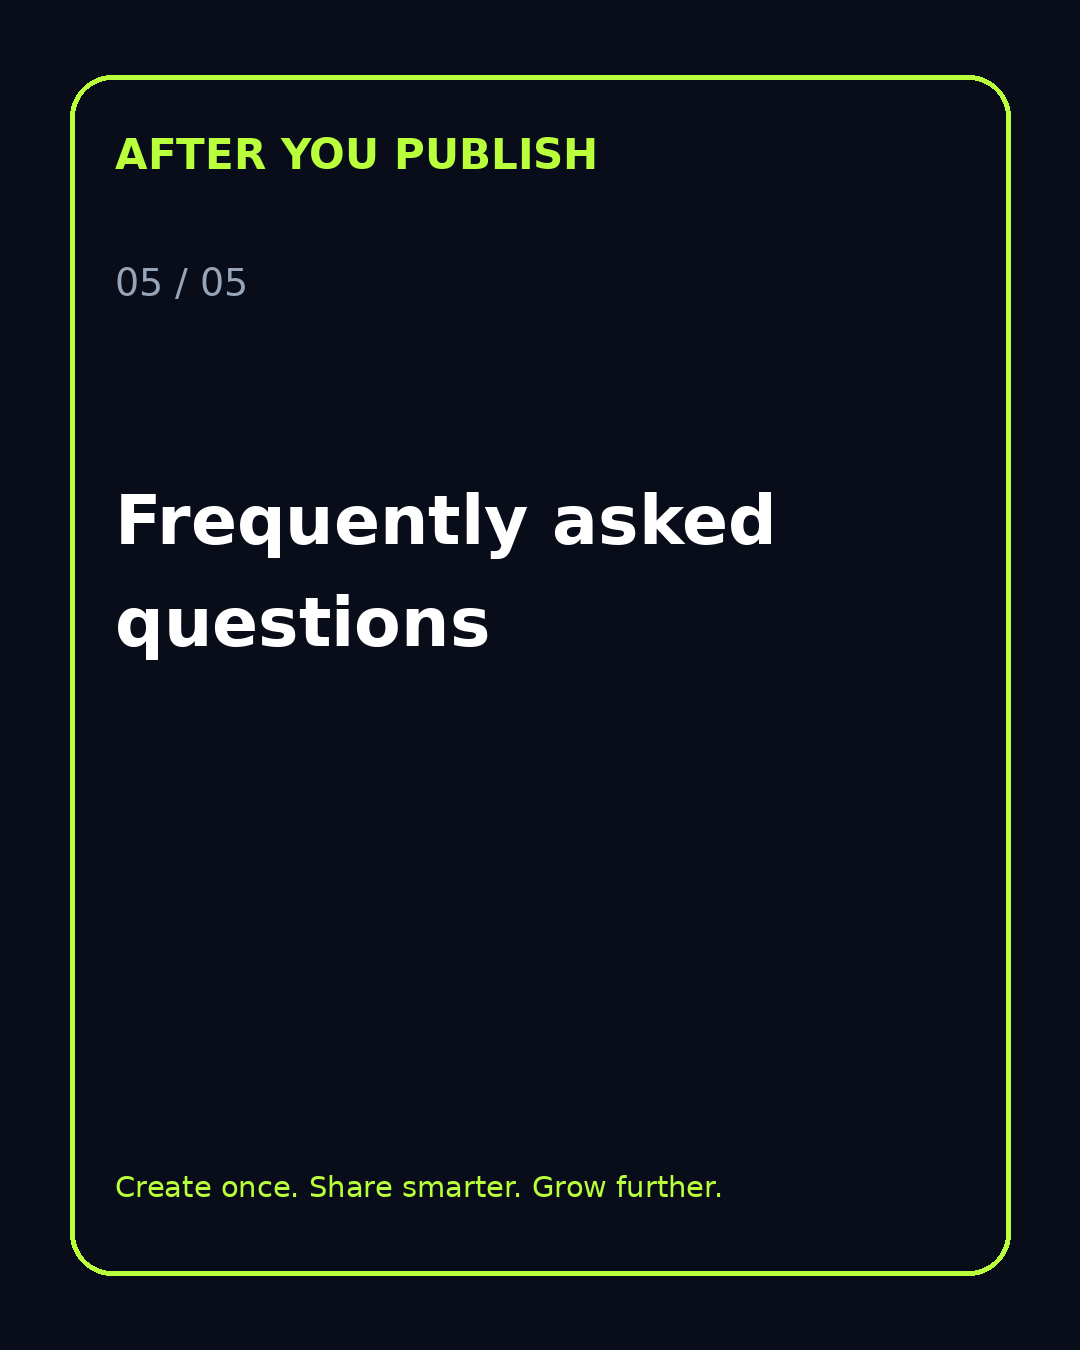 AFTER YOU PUBLISH
05 / 05
Frequently asked
questions
Create once. Share smarter. Grow further.